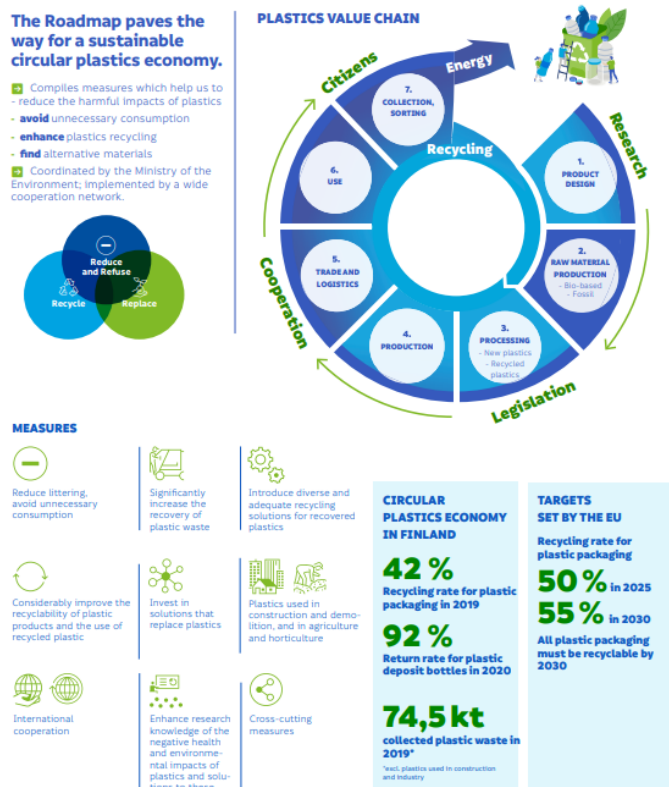 The Roadmap paves the
way for a sustainable
circular plastics economy.
Compiles measures which help us to
- reduce the harmful impacts of plastics
- avoid unnecessary consumption
- enhance plastics recycling
- find alternative materials
Coordinated by the Ministry of the
Environment; implemented by a wide
cooperation network.
Reduce
and Refuse
Recycle
Replace
PLASTICS VALUE CHAIN
Citizens
Energy
Research
Recycling
Cooperation
Legislation
1.
PRODUCT
DESIGN
2.
RAW MATERIAL
PRODUCTION
- Bio-based
- Fossil
3.
PROCESSING
- New plastics
- Recycled
plastics
4.
PRODUCTION
5.
TRADE AND
LOGISTICS
6.
USE
7.
COLLECTION,
SORTING
MEASURES
Reduce littering,
avoid unnecessary
consumption
Significantly
increase the
recovery of
plastic waste
Introduce diverse and
adequate recycling
solutions for recovered
plastics
Considerably improve the
recyclability of plastic
products and the use of
recycled plastic
Invest in
solutions that
replace plastics
Plastics used in
construction and demo-
lition, and in agriculture
and horticulture
International
cooperation
Enhance research
knowledge of the
negative health
and environme-
ntal impacts of
plastics and solu-
tions to these
Cross-cutting
measures
CIRCULAR
PLASTICS ECONOMY
IN FINLAND
42 %
Recycling rate for plastic
packaging in 2019
92 %
Return rate for plastic
deposit bottles in 2020
74,5 kt
collected plastic waste in
2019*
*excl. plastics used in construction
and industry
TARGETS
SET BY THE EU
Recycling rate for
plastic packaging
50 % in 2025
55 % in 2030
All plastic packaging
must be recyclable by
2030